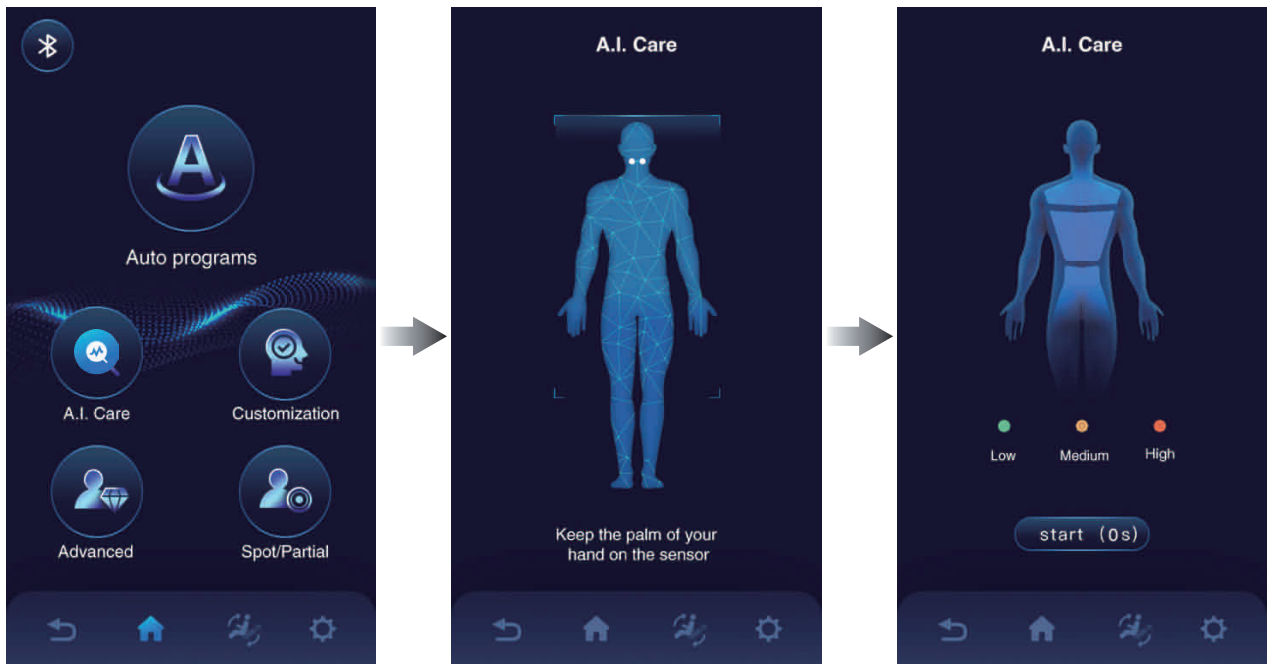 Auto programs
A.I. Care
Customization
Advanced
Spot/Partial
A.I. Care
Keep the palm of your
hand on the sensor
A.I. Care
Low
Medium
High
start (0s)